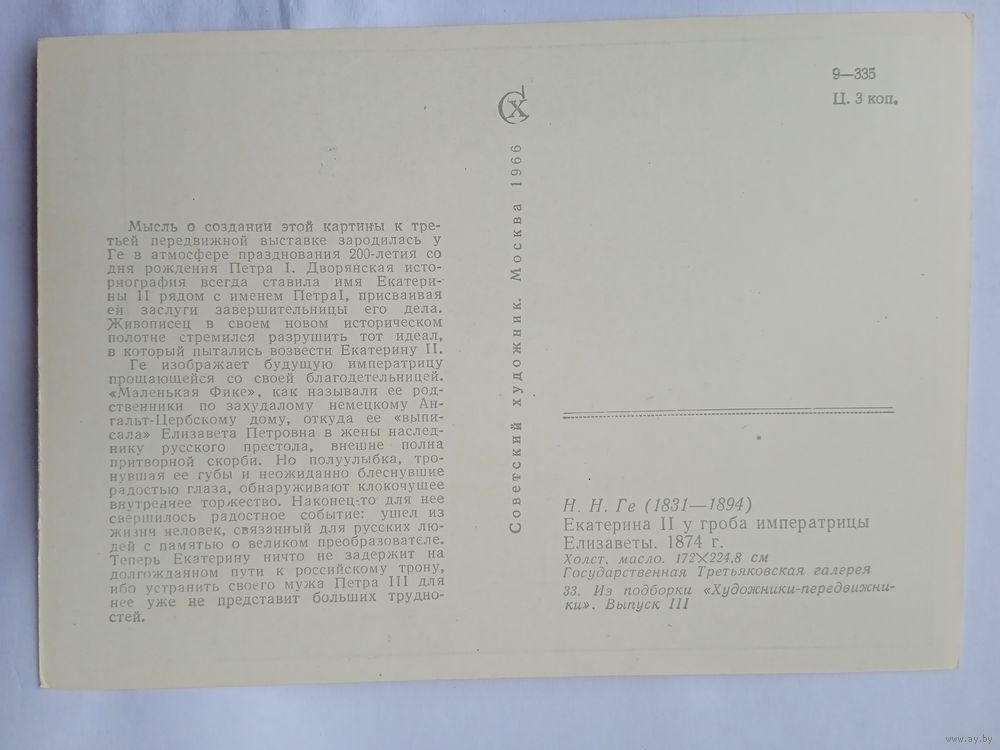 Мысль о создании этой картины к тре-
тьей передвижной выставке зародилась у
Ге в атмосфере празднования 200-летия со
дня рождения Петра I. Дворянская исто-
риография всегда ставила имя Екатери-
ны II рядом с именем ПетраI, присваивая
ей заслуги завершительницы его дела.
Живописец в своем новом историческом
полотне стремился разрушить тот идеал,
в который пытались возвести Екатерину II.
Ге изображает будущую императрицу
прощающейся со своей благодетельницей.
«Маленькая Фике», как называли ее род-
ственники по захудалому немецкому Ан-
гальт-Цербскому дому, откуда ее «выпи-
сала» Елизавета Петровна в жены наслед-
нику русского престола, внешне полна
притворной скорби. Но полуулыбка, тро-
нувшая ее губы и неожиданно блеснувшие
радостью глаза, обнаруживают клокочущее
внутреннее торжество. Наконец-то для нее
свершилось радостное событие: ушел из
жизни человек, связанный для русских лю-
дей с памятью о великом преобразователе.
Теперь Екатерину ничто не задержит на
долгожданном пути к российскому трону,
ибо устранить своего мужа Петра III для
нее уже не представит больших трудно-
стей.
СХ
Советский художник. Москва 1966
9—335
Ц. 3 коп.
Н. Н. Ге (1831—1894)
Екатерина II у гроба императрицы
Елизаветы. 1874 г.
Холст, масло. 172×224,8 см
Государственная Третьяковская галерея
33. Из подборки «Художники-передвижни-
ки». Выпуск III
www.ay.by